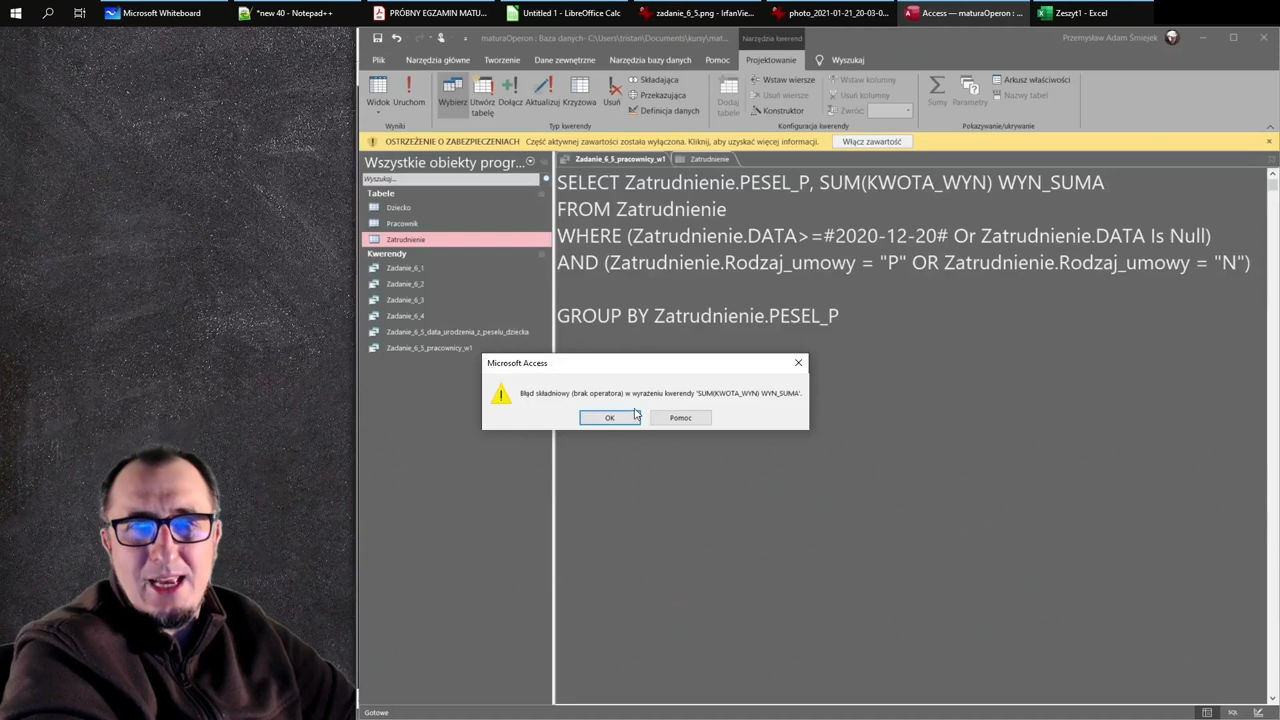 Microsoft Whiteboard
*new 40 - Notepad++
PRÓBNY EGZAMIN MATU...
Untitled 1 - LibreOffice Calc
zadanie_6_5.png - IrfanVie...
photo_2021-01-21_20-03-0...
Access — maturaOperon : ...
Zeszyt1 - Excel
maturaOperon : Baza danych- C:\Users\tristan\Documents\kursy\mat...
Narzędzia kwerend
Przemysław Adam Śmiejek
Plik
Narzędzia główne
Tworzenie
Dane zewnętrzne
Narzędzia bazy danych
Pomoc
Projektowanie
Wyszukaj
Widok
Uruchom
Wybierz
Utwórz tabelę
Dołącz
Aktualizuj
Krzyżowa
Usuń
Składająca
Przekazująca
Definicja danych
Dodaj tabele
Wstaw wiersze
Usuń wiersze
Konstruktor
Wstaw kolumny
Usuń kolumny
Zwróć:
Sumy
Parametry
Arkusz właściwości
Nazwy tabel
Wyniki
Typ kwerendy
Konfiguracja kwerendy
Pokazywanie/ukrywanie
OSTRZEŻENIE O ZABEZPIECZENIACH Część aktywnej zawartości została wyłączona. Kliknij, aby uzyskać więcej informacji.
Włącz zawartość
Wszystkie obiekty progr...
Wyszukaj...
Tabele
Dziecko
Pracownik
Zatrudnienie
Kwerendy
Zadanie_6_1
Zadanie_6_2
Zadanie_6_3
Zadanie_6_4
Zadanie_6_5_data_urodzenia_z_peselu_dziecka
Zadanie_6_5_pracownicy_w1
Zadanie_6_5_pracownicy_w1
Zatrudnienie
SELECT Zatrudnienie.PESEL_P, SUM(KWOTA_WYN) WYN_SUMA
FROM Zatrudnienie
WHERE (Zatrudnienie.DATA>=#2020-12-20# Or Zatrudnienie.DATA Is Null)
AND (Zatrudnienie.Rodzaj_umowy = "P" OR Zatrudnienie.Rodzaj_umowy = "N")
GROUP BY Zatrudnienie.PESEL_P
Microsoft Access
Błąd składniowy (brak operatora) w wyrażeniu kwerendy 'SUM(KWOTA_WYN) WYN_SUMA'.
OK
Pomoc
Gotowe
SQL